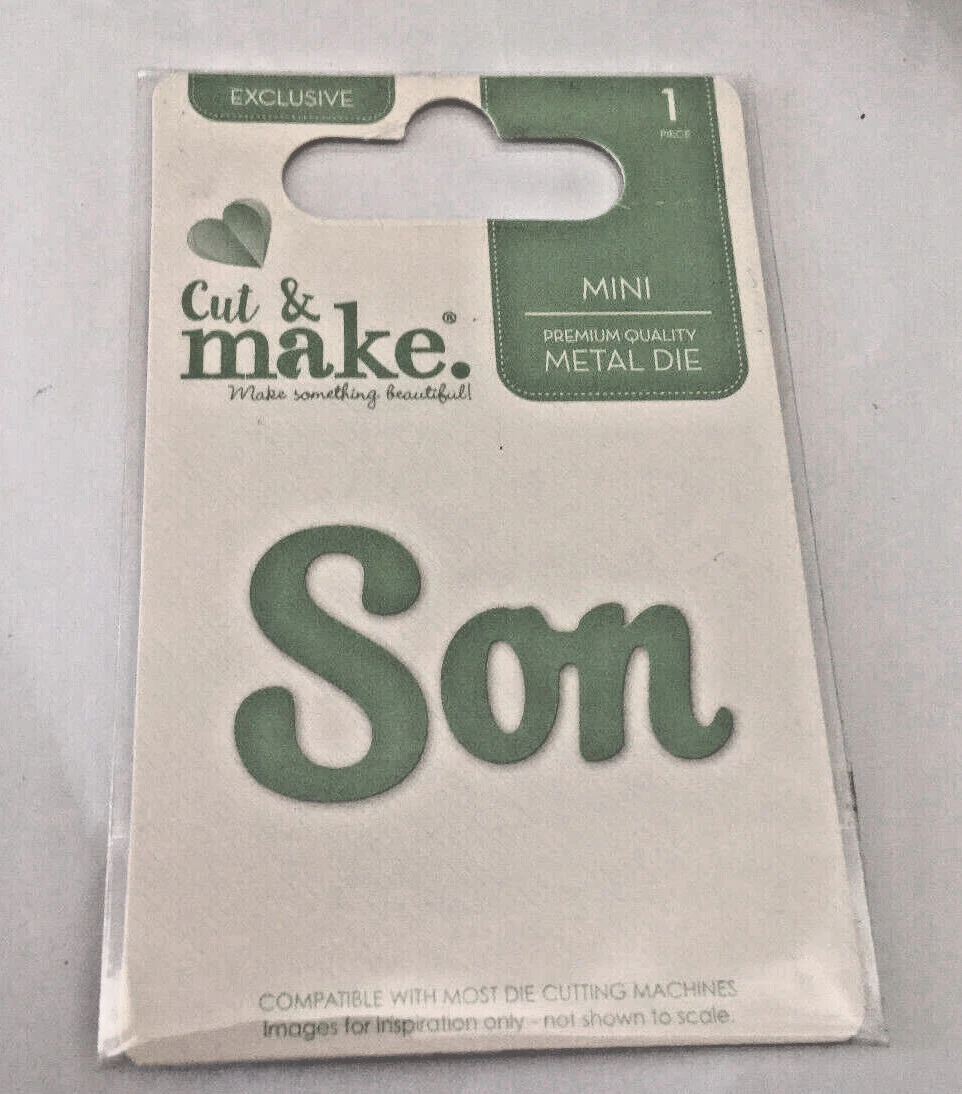 EXCLUSIVE
1
PIECE
Cut &
make.®
Make something beautiful!
MINI
PREMIUM QUALITY
METAL DIE
Son
COMPATIBLE WITH MOST DIE CUTTING MACHINES
Images for inspiration only - not shown to scale.